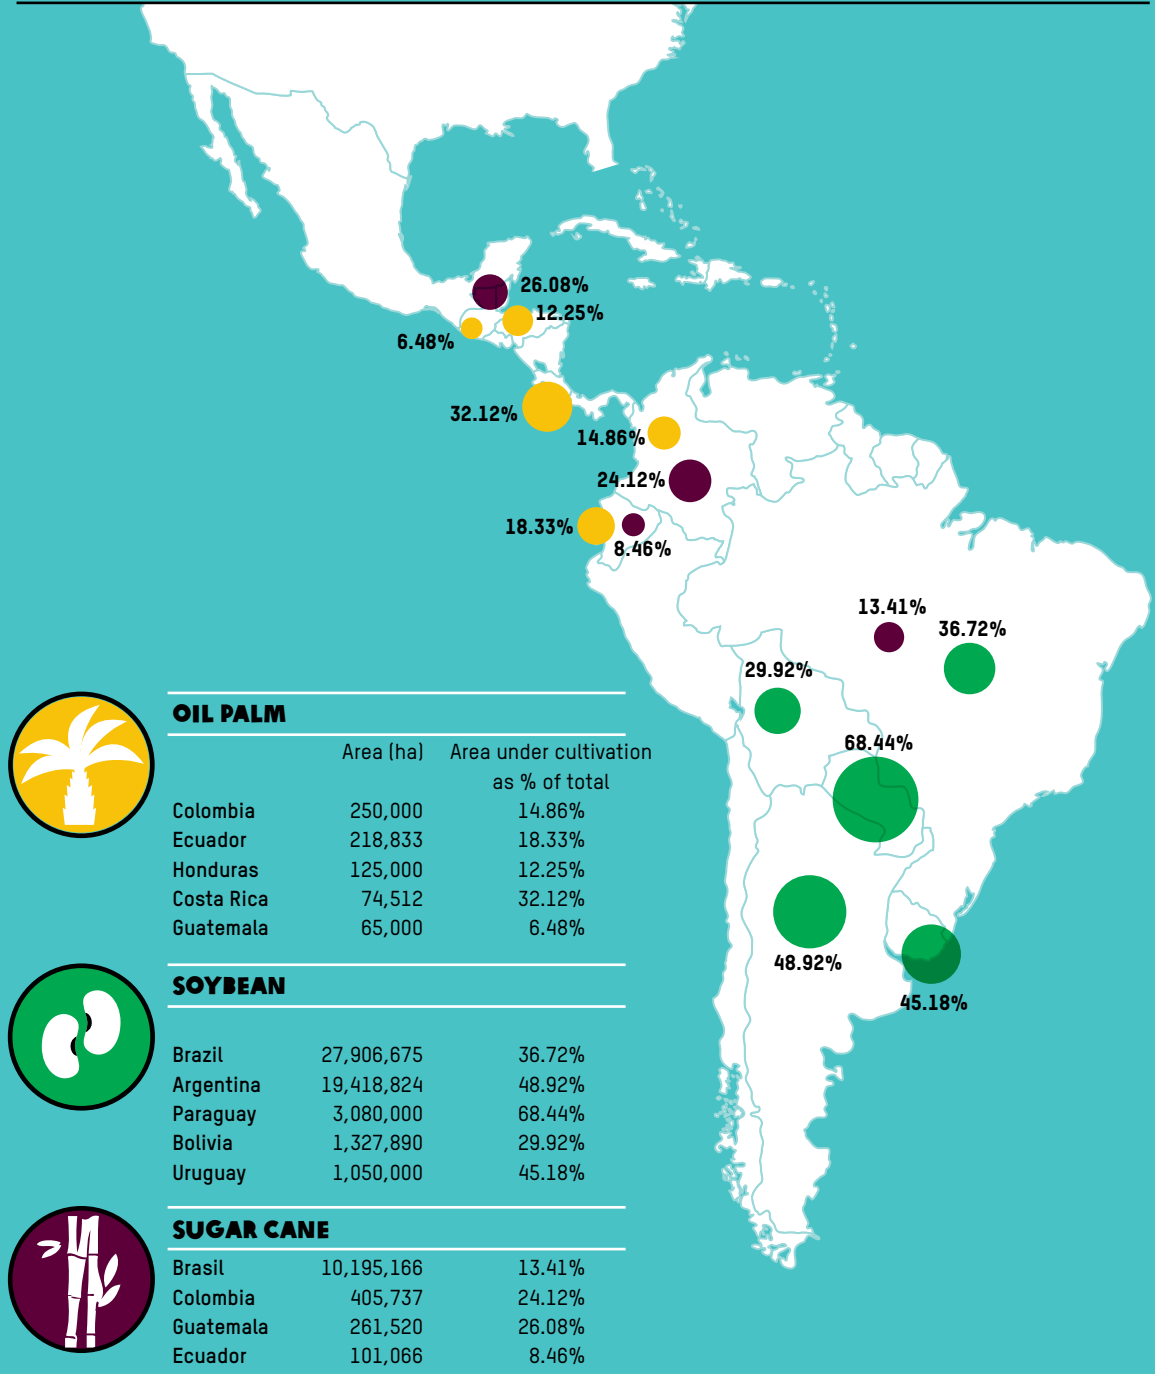 26.08%
12.25%
6.48%
32.12%
14.86%
24.12%
18.33%
8.46%
13.41%
36.72%
29.92%
68.44%
48.92%
45.18%
OIL PALM
Area (ha) Area under cultivation
as % of total
Colombia 250,000 14.86%
Ecuador 218,833 18.33%
Honduras 125,000 12.25%
Costa Rica 74,512 32.12%
Guatemala 65,000 6.48%
SOYBEAN
Brazil 27,906,675 36.72%
Argentina 19,418,824 48.92%
Paraguay 3,080,000 68.44%
Bolivia 1,327,890 29.92%
Uruguay 1,050,000 45.18%
SUGAR CANE
Brasil 10,195,166 13.41%
Colombia 405,737 24.12%
Guatemala 261,520 26.08%
Ecuador 101,066 8.46%